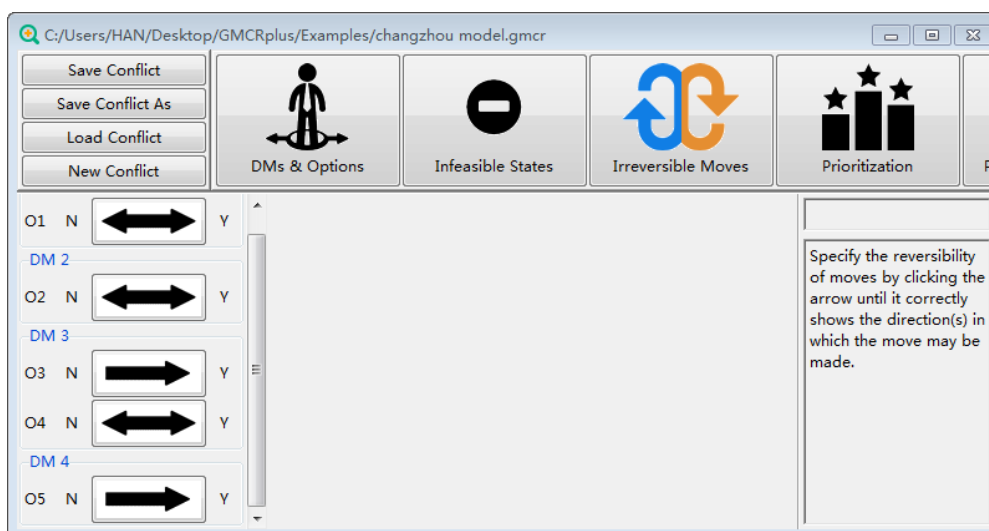 C:/Users/HAN/Desktop/GMCRplus/Examples/changzhou model.gmcr
Save Conflict
Save Conflict As
Load Conflict
New Conflict
DMs & Options
Infeasible States
Irreversible Moves
Prioritization
O1 N Y
DM 2
O2 N Y
DM 3
O3 N Y
O4 N Y
DM 4
O5 N Y
Specify the reversibility
of moves by clicking the
arrow until it correctly
shows the direction(s) in
which the move may be
made.